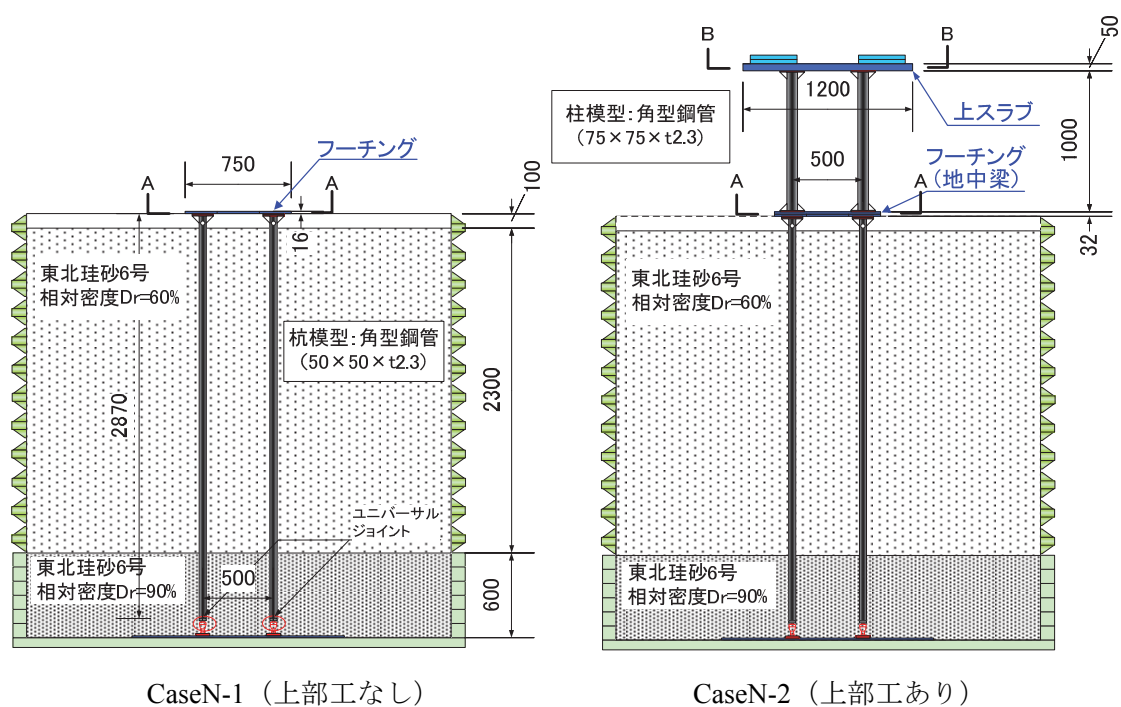 フーチング
750
A
A
100
16
東北珪砂6号
相対密度Dr=60%
杭模型:角型鋼管
(50×50×t2.3)
2870
2300
ユニバーサル
ジョイント
東北珪砂6号
相対密度Dr=90%
500
600
CaseN-1(上部工なし)
B
B
50
1200
柱模型:角型鋼管
(75×75×t2.3)
上スラブ
1000
500
フーチング
(地中梁)
A
A
32
東北珪砂6号
相対密度Dr=60%
東北珪砂6号
相対密度Dr=90%
CaseN-2(上部工あり)